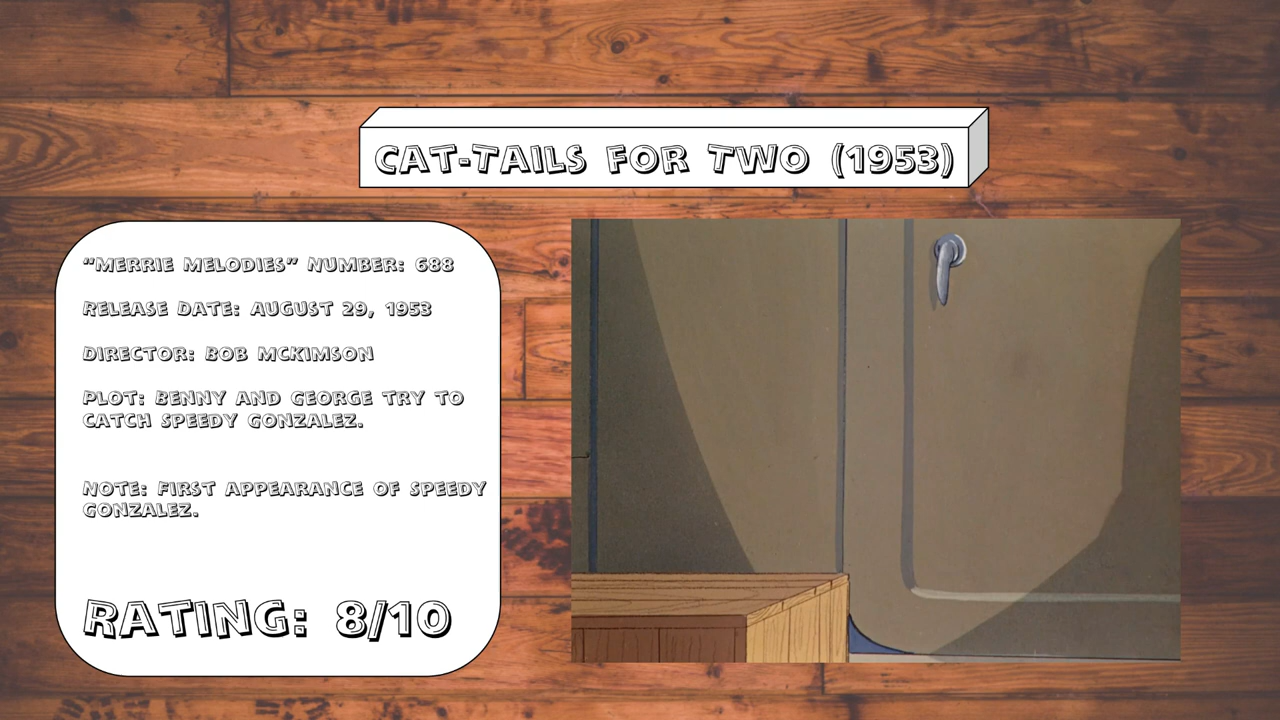 CAT-TAILS FOR TWO (1953)
"MERRIE MELODIES" NUMBER: 688
RELEASE DATE: AUGUST 29, 1953
DIRECTOR: BOB MCKIMSON
PLOT: BENNY AND GEORGE TRY TO
CATCH SPEEDY GONZALEZ.
NOTE: FIRST APPEARANCE OF SPEEDY
GONZALEZ.
RATING: 8/10